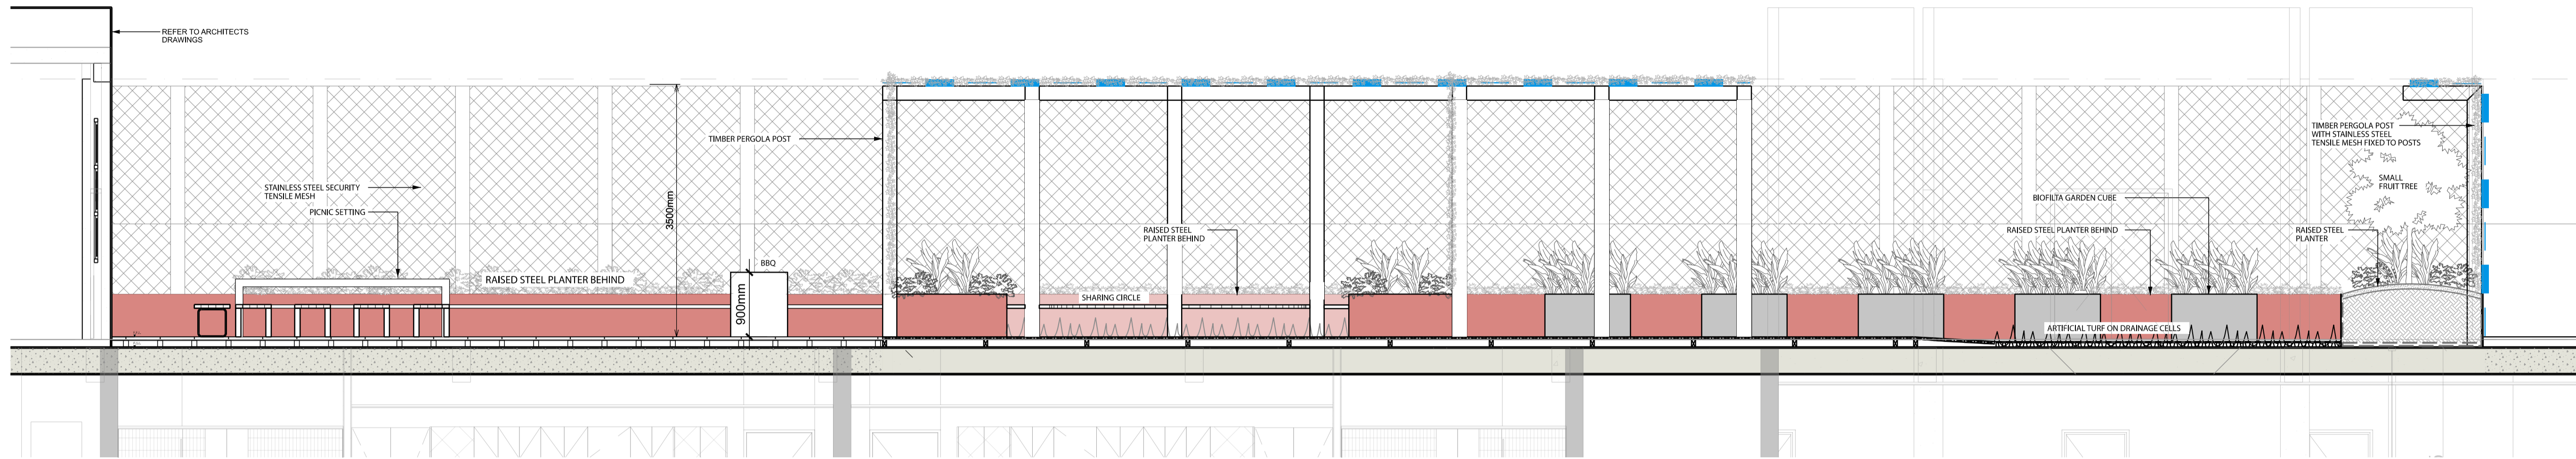 REFER TO ARCHITECTS
DRAWINGS
STAINLESS STEEL SECURITY
TENSILE MESH
PICNIC SETTING
RAISED STEEL PLANTER BEHIND
3500mm
TIMBER PERGOLA POST
BBQ
900mm
RAISED STEEL
PLANTER BEHIND
SHARING CIRCLE
BIOFILTA GARDEN CUBE
RAISED STEEL PLANTER BEHIND
ARTIFICIAL TURF ON DRAINAGE CELLS
TIMBER PERGOLA POST
WITH STAINLESS STEEL
TENSILE MESH FIXED TO POSTS
SMALL
FRUIT TREE
RAISED STEEL
PLANTER